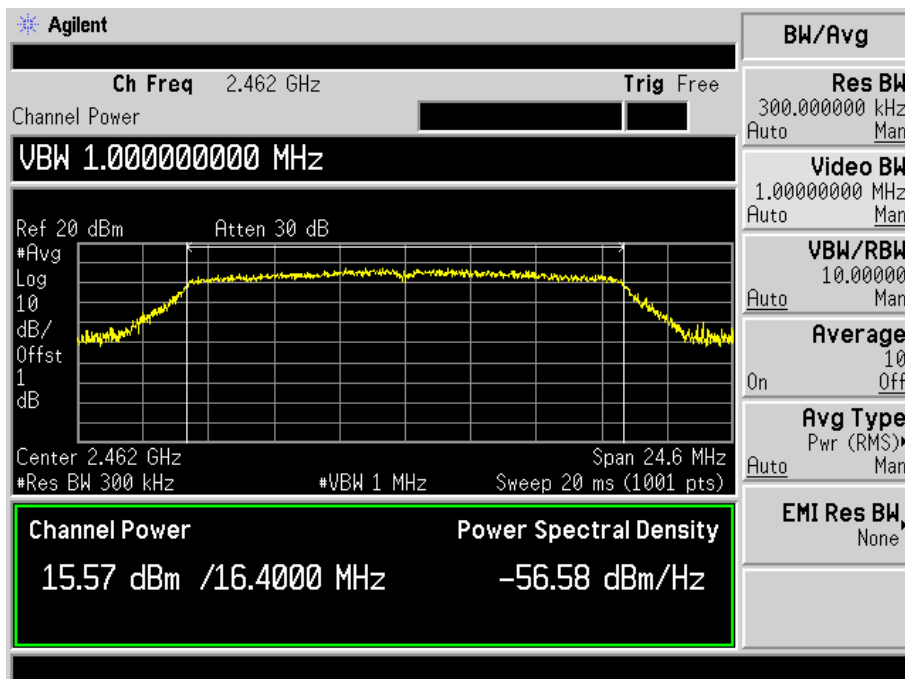 Agilent
BW/Avg
Ch Freq 2.462 GHz Trig Free
Channel Power
VBW 1.000000000 MHz
Ref 20 dBm Atten 30 dB
#Avg
Log
10
dB/
Offst
1
dB
Center 2.462 GHz Span 24.6 MHz
#Res BW 300 kHz #VBW 1 MHz Sweep 20 ms (1001 pts)
Channel Power Power Spectral Density
15.57 dBm /16.4000 MHz -56.58 dBm/Hz
Res BW
300.000000 kHz
Auto Man
Video BW
1.00000000 MHz
Auto Man
VBW/RBW
10.00000
Auto Man
Average
10
On Off
Avg Type
Pwr (RMS)
Auto Man
EMI Res BW
None